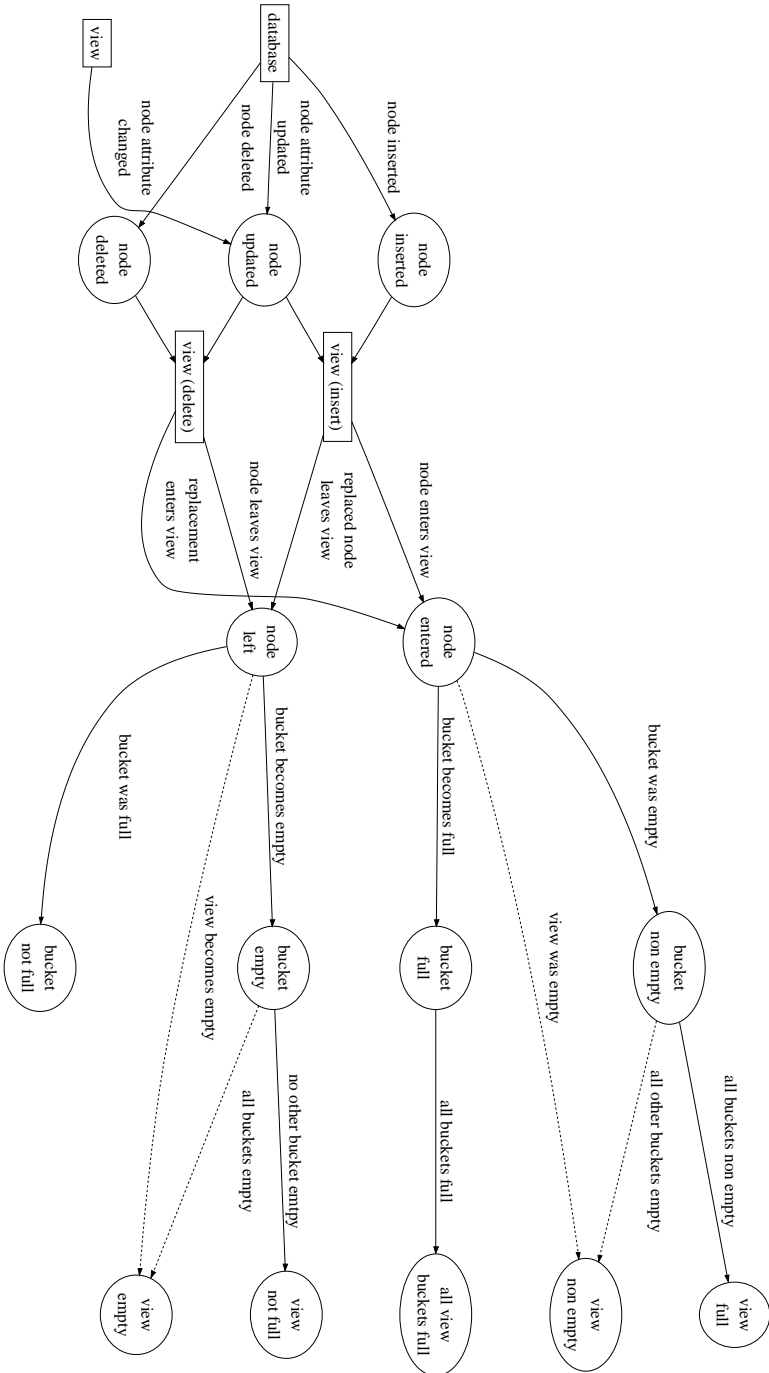 database
view
node inserted
node attribute
updated
node deleted
node attribute
changed
node
inserted
node
updated
node
deleted
view (insert)
view (delete)
node enters view
replaced node
leaves view
node leaves view
replacement
enters view
node
entered
node
left
bucket was empty
view was empty
bucket becomes full
bucket becomes empty
view becomes empty
bucket was full
bucket
non empty
bucket
full
bucket
empty
bucket
not full
all buckets non empty
all other buckets empty
all buckets full
no other bucket emtpy
all buckets empty
view
full
view
non empty
all view
buckets full
view
not full
view
empty